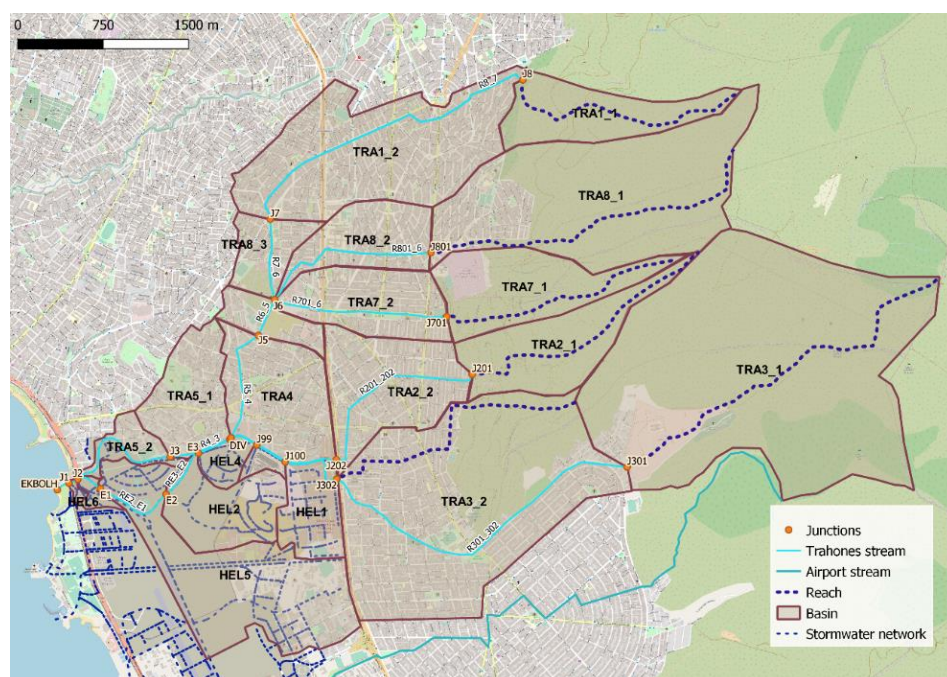 0 750 1500 m
J8
R8_7
TRA1_1
TRA1_2
TRA8_1
J7
TRA8_3
TRA8_2
R801_6
J801
R7_6
TRA7_1
J6
R701_6
TRA7_2
J701
R6_5
J5
TRA2_1
TRA3_1
J201
R201_202
TRA2_2
TRA5_1
R5_4
TRA4
TRA5_2
J3
E3
R4_3
DIV
J99
HEL4
J100
J202
J302
J301
J2
J1
EKBOLH
HEL6
E1
RE2_E1
E2
RE3_E2
HEL2
HEL1
TRA3_2
R301_302
HEL5
Junctions
Trahones stream
Airport stream
Reach
Basin
Stormwater network